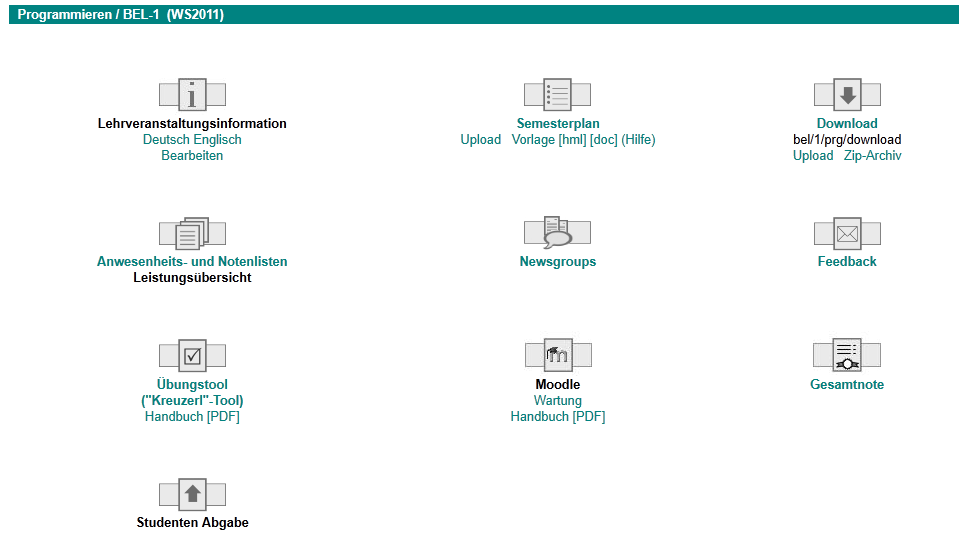 Programmieren / BEL-1 (WS2011)
Lehrveranstaltungsinformation
Deutsch Englisch
Bearbeiten
Semesterplan
Upload Vorlage [hml] [doc] (Hilfe)
Download
bel/1/prg/download
Upload Zip-Archiv
Anwesenheits- und Notenlisten
Leistungsübersicht
Newsgroups
Feedback
Übungstool
("Kreuzerl"-Tool)
Handbuch [PDF]
Moodle
Wartung
Handbuch [PDF]
Gesamtnote
Studenten Abgabe